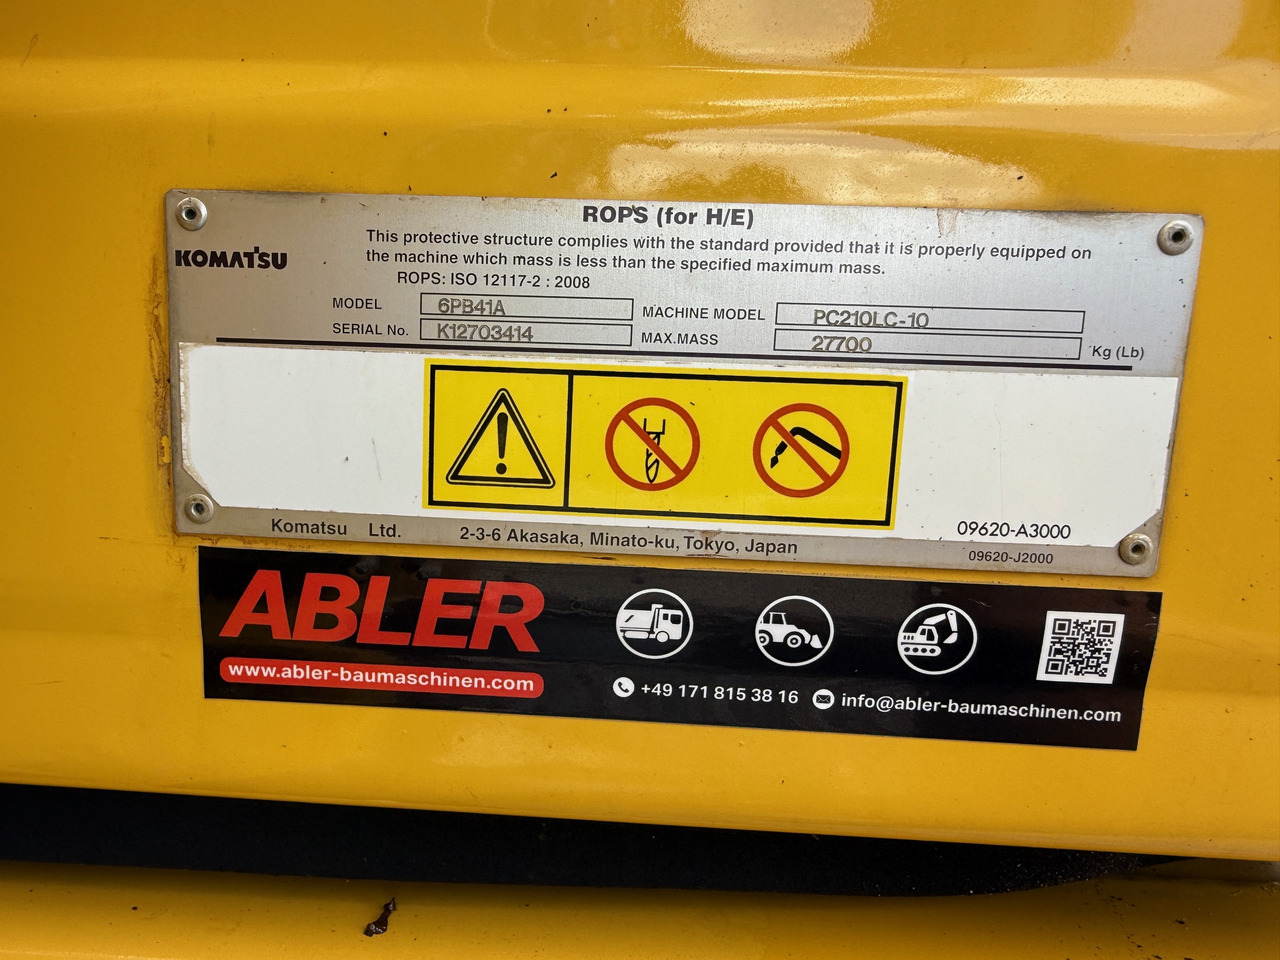 ROPS (for H/E)
KOMATSU
This protective structure complies with the standard provided that it is properly equipped on
the machine which mass is less than the specified maximum mass.
ROPS: ISO 12117-2 : 2008
MODEL 6PB41A MACHINE MODEL PC210LC-10
SERIAL No. K12703414 MAX.MASS 27700 Kg (Lb)
09620-A3000
Komatsu Ltd. 2-3-6 Akasaka, Minato-ku, Tokyo, Japan 09620-J2000
ABLER
www.abler-baumaschinen.com
+49 171 815 38 16 info@abler-baumaschinen.com